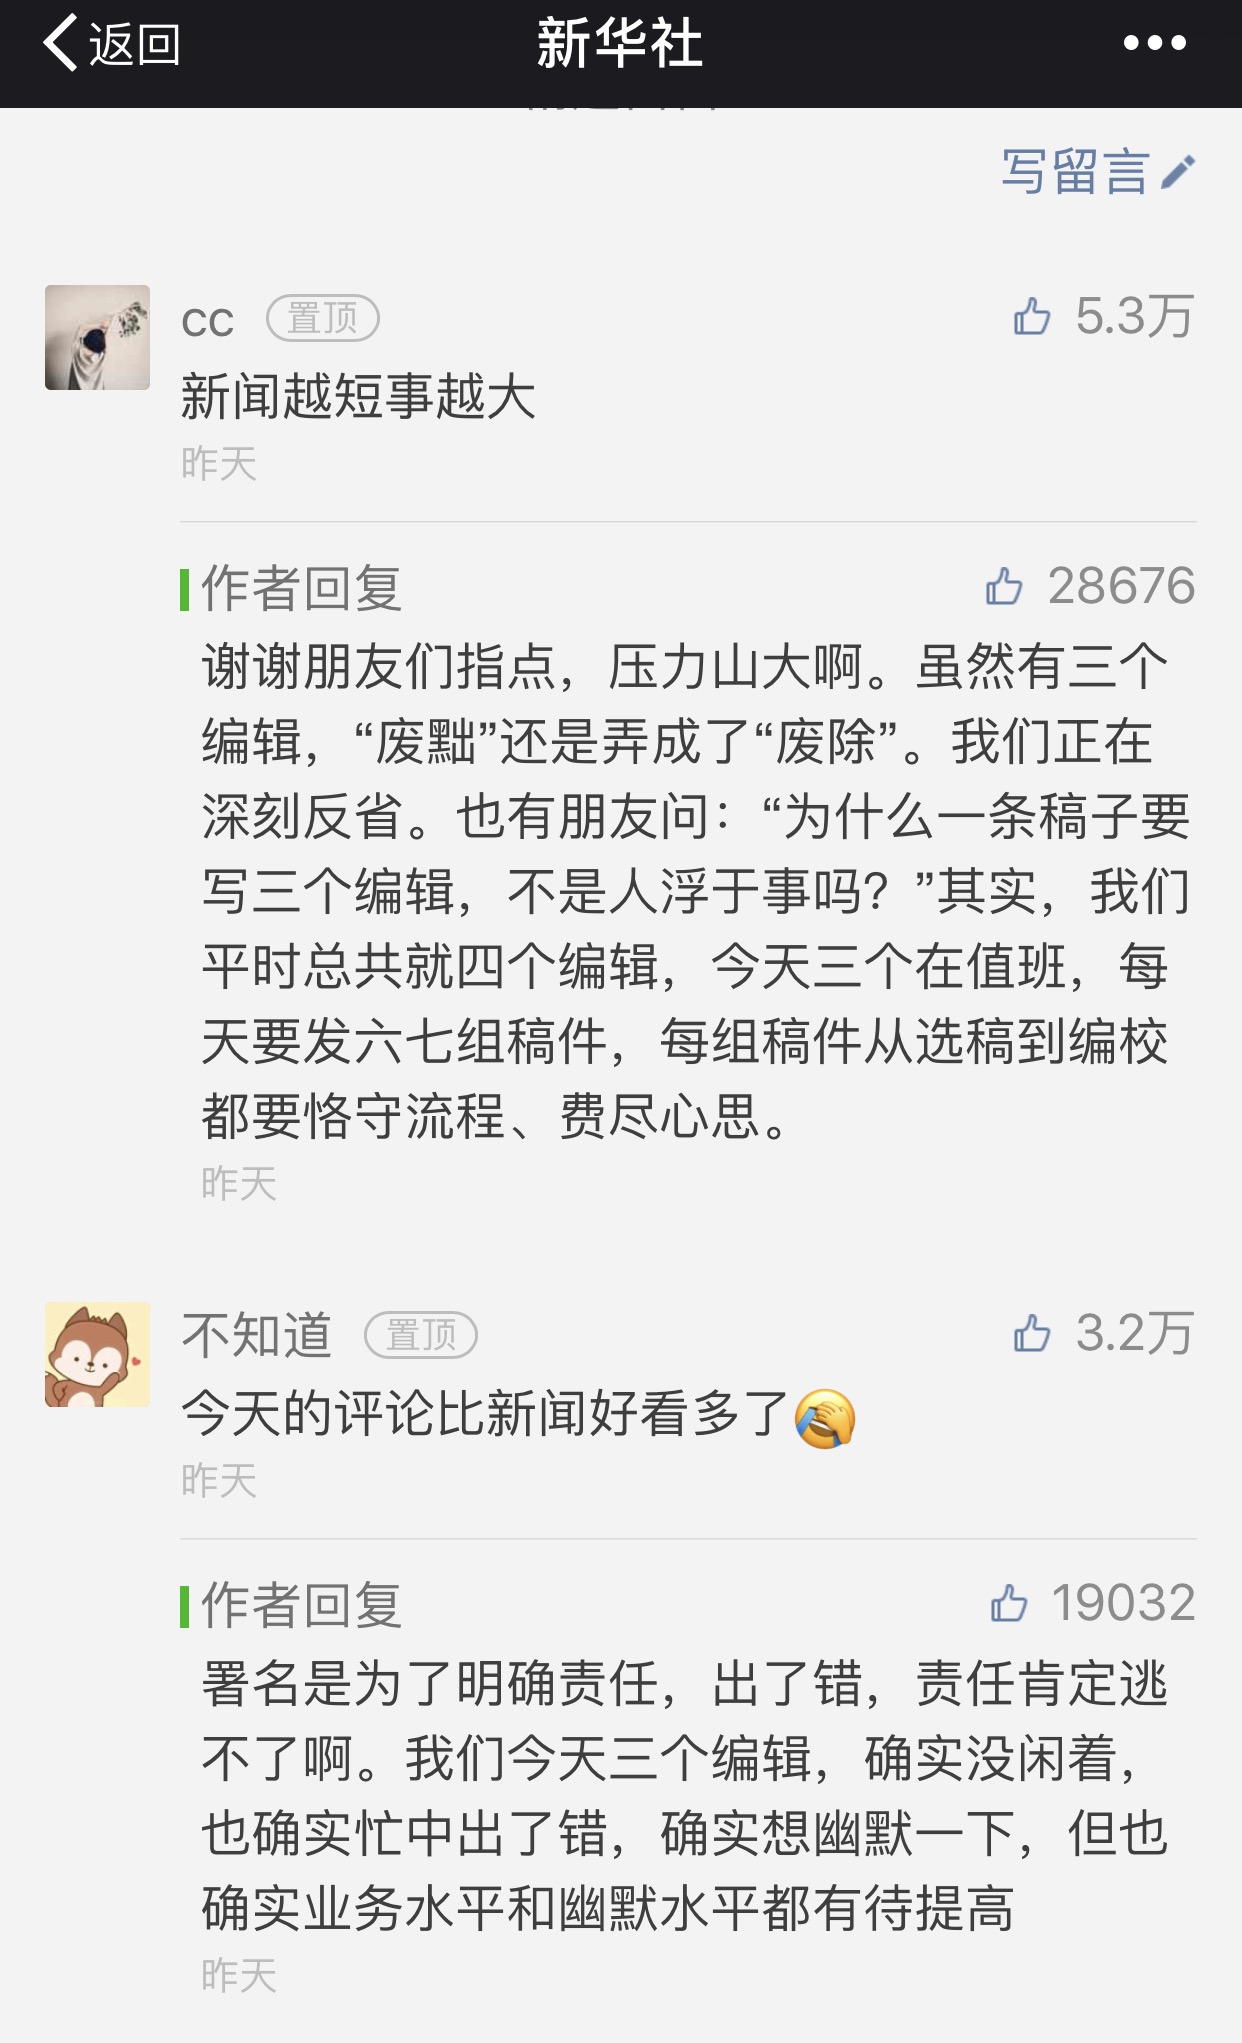 返回
新华社
写留言
cc 置顶 5.3万
新闻越短事越大
昨天
作者回复 28676
谢谢朋友们指点，压力山大啊。虽然有三个
编辑，“废黜”还是弄成了“废除”。我们正在
深刻反省。也有朋友问：“为什么一条稿子要
写三个编辑，不是人浮于事吗？”其实，我们
平时总共就四个编辑，今天三个在值班，每
天要发六七组稿件，每组稿件从选稿到编校
都要恪守流程、费尽心思。
昨天
不知道 置顶 3.2万
今天的评论比新闻好看多了
昨天
作者回复 19032
署名是为了明确责任，出了错，责任肯定逃
不了啊。我们今天三个编辑，确实没闲着，
也确实忙中出了错，确实想幽默一下，但也
确实业务水平和幽默水平都有待提高
昨天